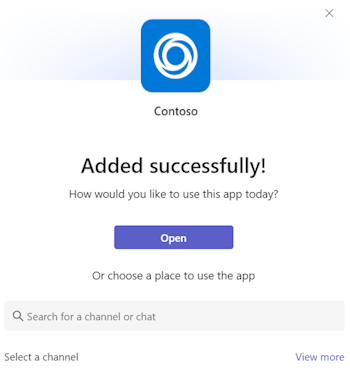 Contoso
Added successfully!
How would you like to use this app today?
Open
Or choose a place to use the app
Search for a channel or chat
Select a channel View more